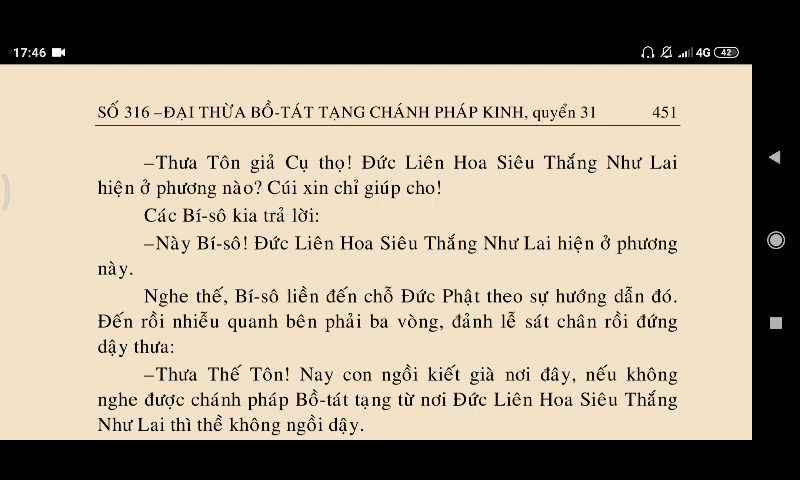 17:46 4G 42
SỐ 316 –ĐẠI THỪA BỒ-TÁT TẠNG CHÁNH PHÁP KINH, quyển 31 451
–Thưa Tôn giả Cụ thọ! Đức Liên Hoa Siêu Thắng Như Lai
hiện ở phương nào? Cúi xin chỉ giúp cho!
Các Bí-sô kia trả lời:
–Này Bí-sô! Đức Liên Hoa Siêu Thắng Như Lai hiện ở phương
này.
Nghe thế, Bí-sô liền đến chỗ Đức Phật theo sự hướng dẫn đó.
Đến rồi nhiễu quanh bên phải ba vòng, đảnh lễ sát chân rồi đứng
dậy thưa:
–Thưa Thế Tôn! Nay con ngồi kiết già nơi đây, nếu không
nghe được chánh pháp Bồ-tát tạng từ nơi Đức Liên Hoa Siêu Thắng
Như Lai thì thề không ngồi dậy.